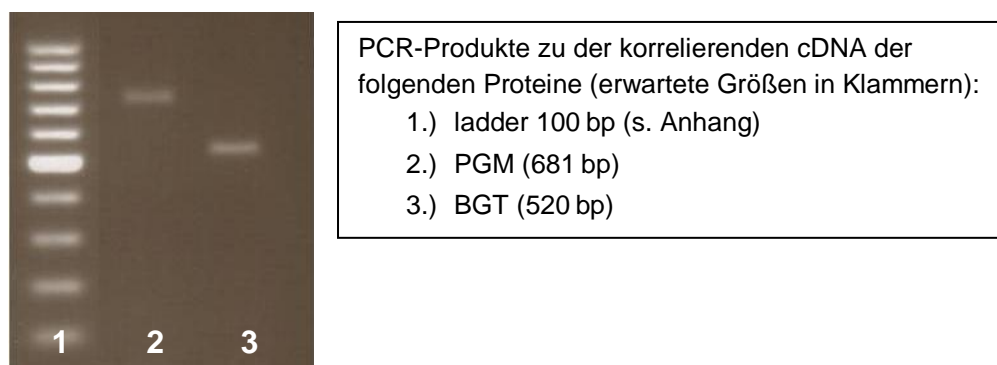 PCR-Produkte zu der korrelierenden cDNA der
folgenden Proteine (erwartete Größen in Klammern):
1.) ladder 100 bp (s. Anhang)
2.) PGM (681 bp)
3.) BGT (520 bp)
1 2 3